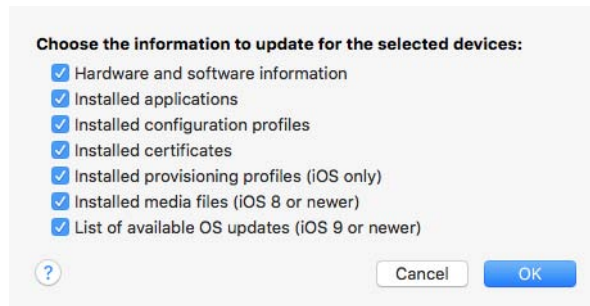 Choose the information to update for the selected devices:
Hardware and software information
Installed applications
Installed configuration profiles
Installed certificates
Installed provisioning profiles (iOS only)
Installed media files (iOS 8 or newer)
List of available OS updates (iOS 9 or newer)
? Cancel OK